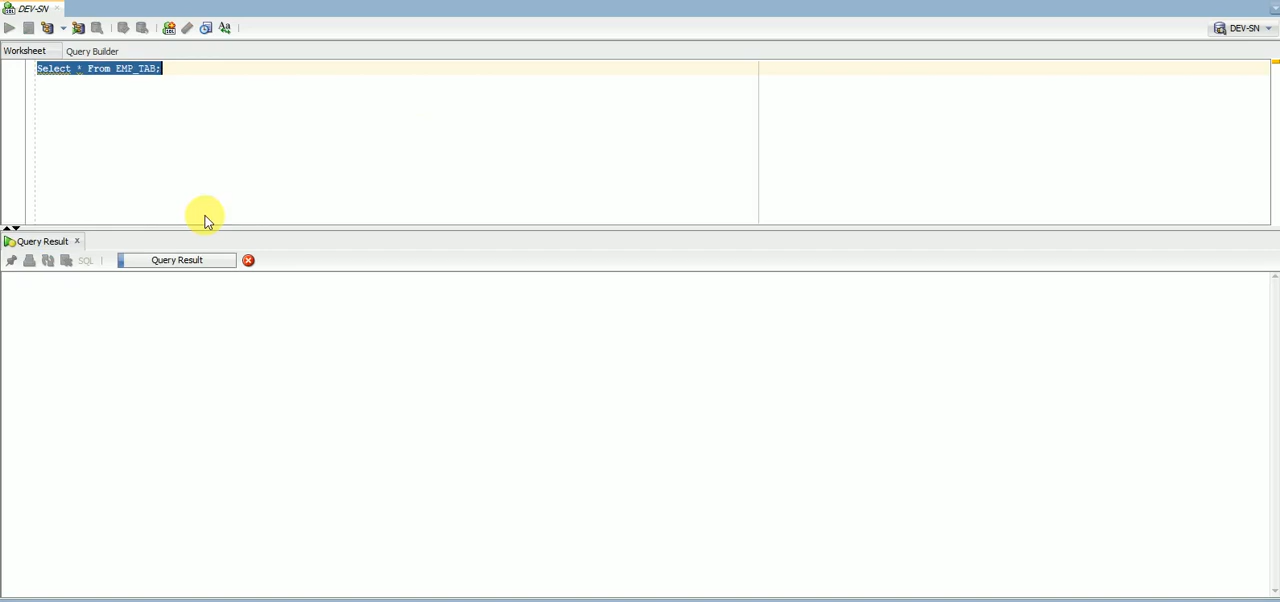 DEV-SN
DEV-SN
Worksheet Query Builder
Select * From EMP_TAB;
Query Result x
SQL Query Result